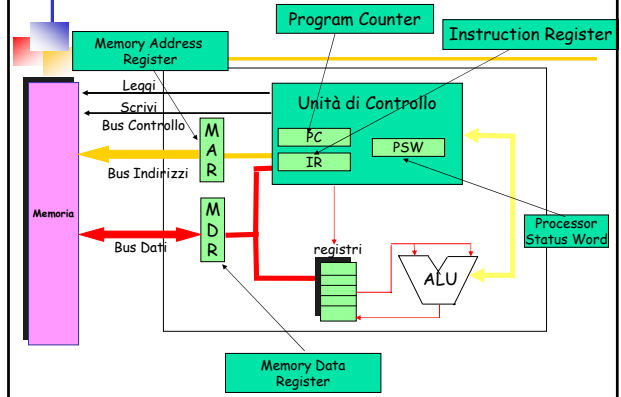 Program Counter
Instruction Register
Memory Address
Register
Leggi
Scrivi
Bus Controllo
Unità di Controllo
M
A
R
PC
IR
PSW
Bus Indirizzi
Memoria
M
D
R
Bus Dati
registri
ALU
Processor
Status Word
Memory Data
Register